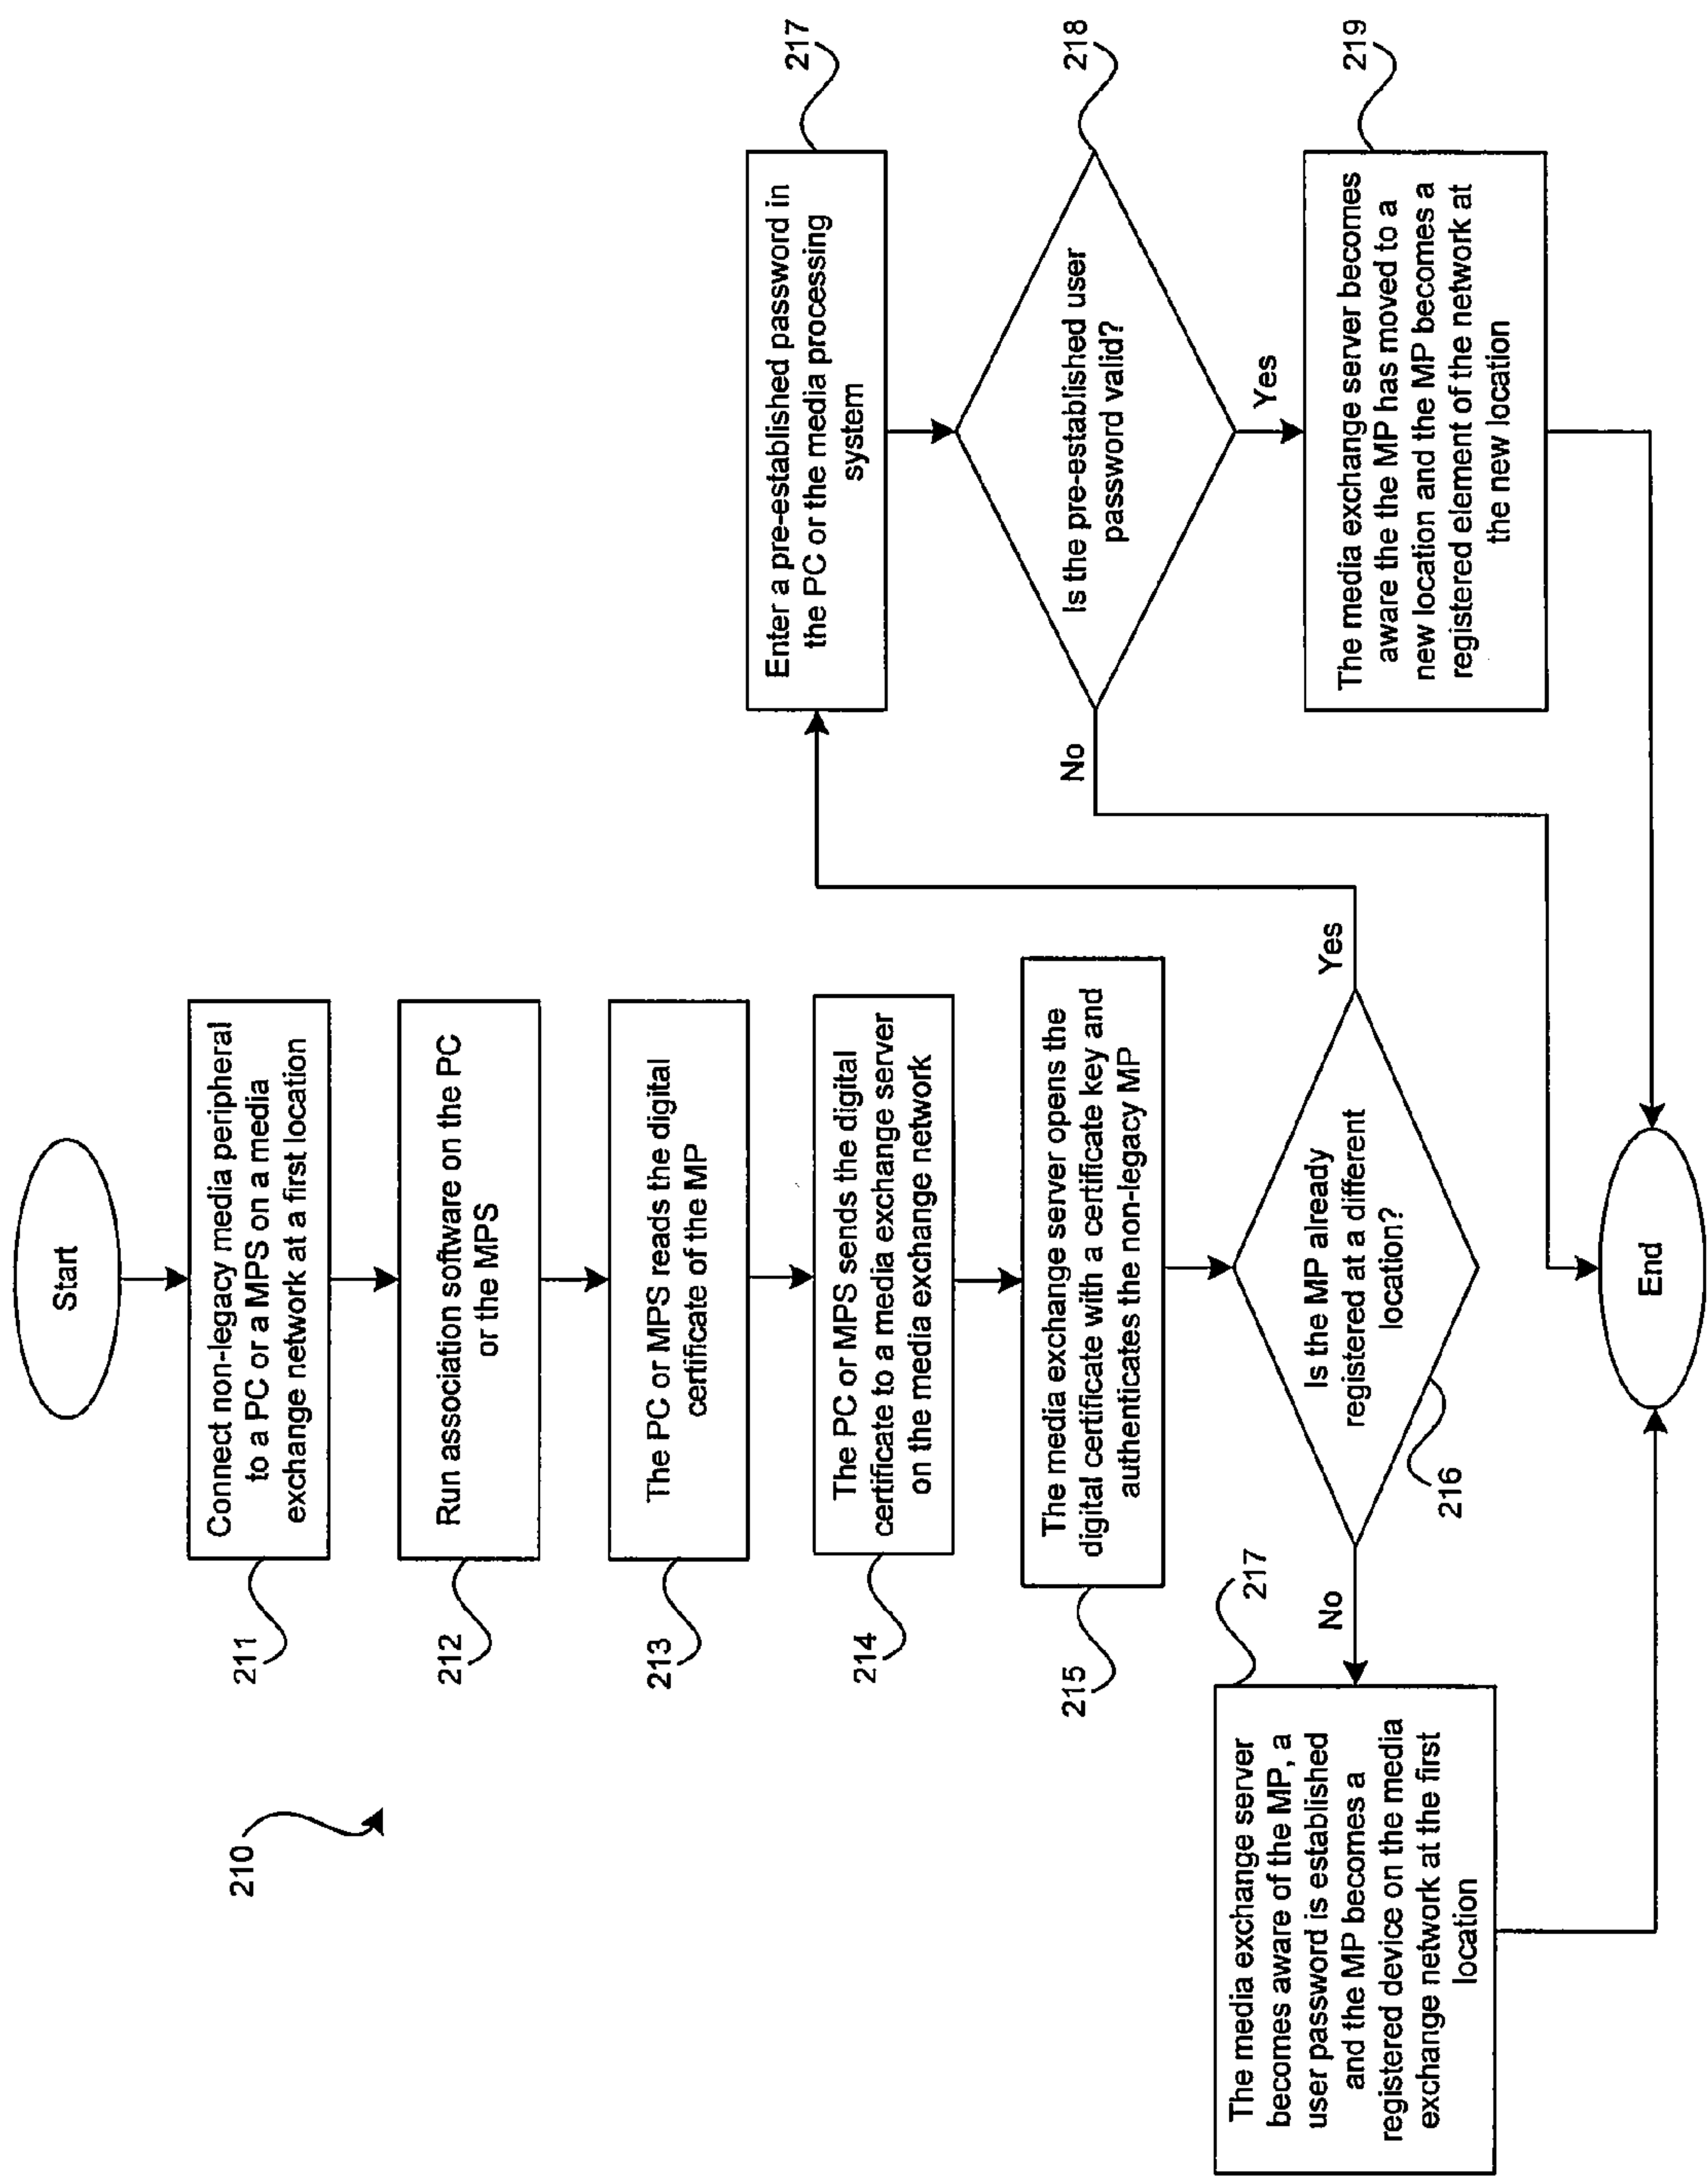 210
Start
211
Connect non-legacy media peripheral
to a PC or a MPS on a media
exchange network at a first location
212
Run association software on the PC
or the MPS
213
The PC or MPS reads the digital
certificate of the MP
214
The PC or MPS sends the digital
certificate to a media exchange server
on the media exchange network
215
The media exchange server opens the
digital certificate with a certificate key and
authenticates the non-legacy MP
216
Is the MP already
registered at a different
location?
No
217
The media exchange server
becomes aware of the MP, a
user password is established
and the MP becomes a
registered device on the media
exchange network at the first
location
Yes
217
Enter a pre-established password in
the PC or the media processing
system
218
Is the pre-established user
password valid?
No
Yes
219
The media exchange server becomes
aware the the MP has moved to a
new location and the MP becomes a
registered element of the network at
the new location
End